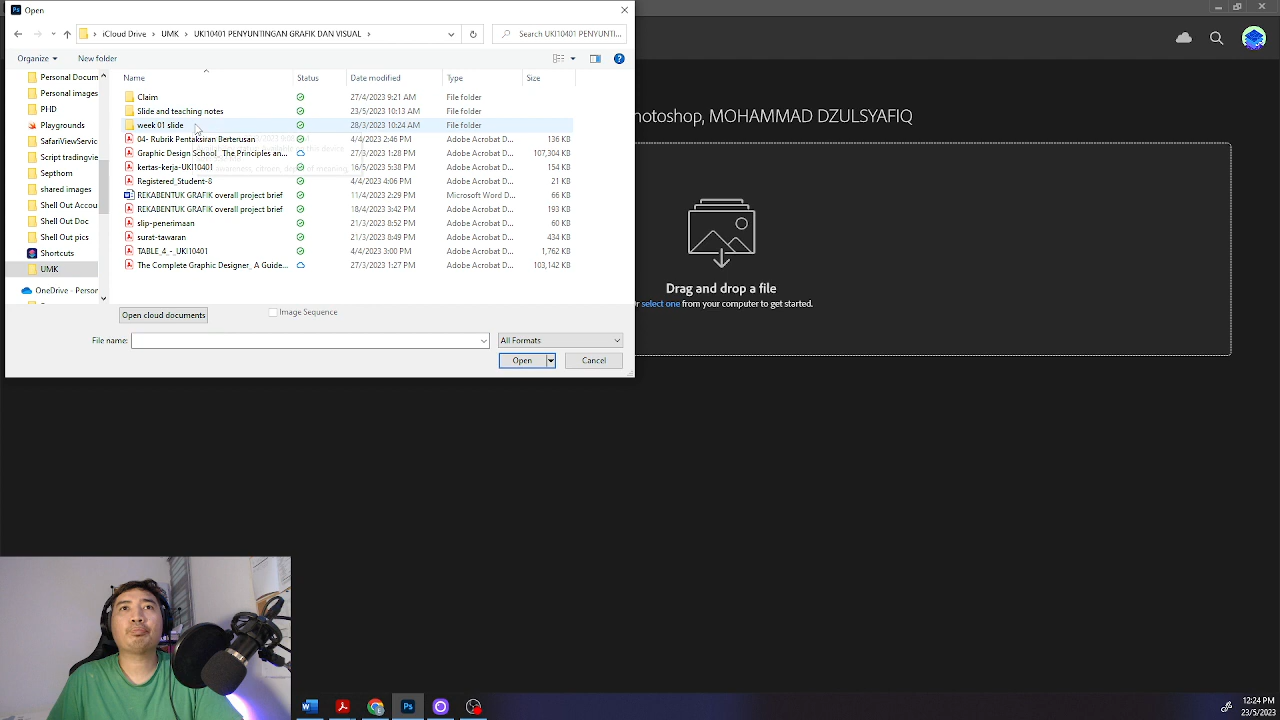 Open
iCloud Drive > UMK > UKI10401 PENYUNTINGAN GRAFIK DAN VISUAL >
Search UKI10401 PENYUNTI...
Organize
New folder
Name Status Date modified Type Size
Personal Docum
Personal images
PHD
Playgrounds
SafariViewServic
Script trading vie
Septhorn
shared images
Shell Out Accou
Shell Out Doc
Shell Out pics
Shortcuts
UMK
OneDrive - Person
Claim 27/4/2023 9:21 AM File folder
Slide and teaching notes 23/5/2023 10:13 AM File folder
week 01 side 28/3/2023 10:24 AM File folder
04- Rubrik Pentaksiran Berterusan 4/4/2023 2:46 PM Adobe Acrobat D... 136 KB
Graphic Design School_ The Principles an... 27/3/2023 1:28 PM Adobe Acrobat D... 107,304 KB
kertas-kerja-UKI10401 16/5/2023 5:38 PM Adobe Acrobat D... 154 KB
Registered_Student-8 4/4/2023 4:06 PM Adobe Acrobat D... 21 KB
REKABENTUK GRAFIK overall project brief 11/4/2023 2:29 PM Microsoft Word D... 66 KB
REKABENTUK GRAFIK overall project brief 18/4/2023 3:42 PM Adobe Acrobat D... 193 KB
slip-penerimaan 21/3/2023 8:52 PM Adobe Acrobat D... 60 KB
surat-tawaran 21/3/2023 8:49 PM Adobe Acrobat D... 434 KB
TABLE_4_-_UKI10401 4/4/2023 3:00 PM Adobe Acrobat D... 1,762 KB
The Complete Graphic Designer_ A Guide... 27/3/2023 1:27 PM Adobe Acrobat D... 103,142 KB
Open cloud documents
Image Sequence
File name:
All Formats
Open
Cancel
hotoshop, MOHAMMAD DZULSYAFIQ
Drag and drop a file
Or select one from your computer to get started.
12:24 PM
23/5/2023